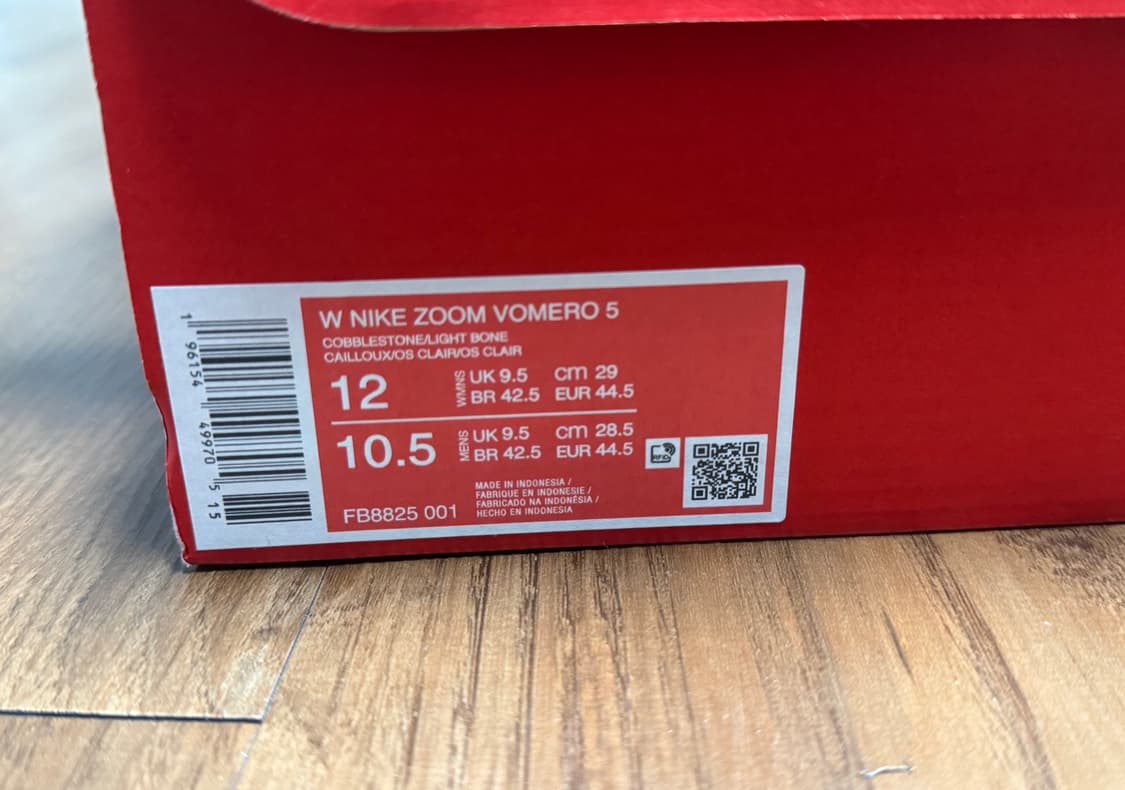 W NIKE ZOOM VOMERO 5
COBBLESTONE/LIGHT BONE
CAILLOUX/OS CLAIR/OS CLAIR
12
WMNS
UK 9.5 cm 29
BR 42.5 EUR 44.5
10.5
MENS
UK 9.5 cm 28.5
BR 42.5 EUR 44.5
RFID
MADE IN INDONESIA /
FABRIQUE EN INDONESIE /
FABRICADO NA INDONÉSIA /
HECHO EN INDONESIA
FB8825 001
1 96154 49970 5 15